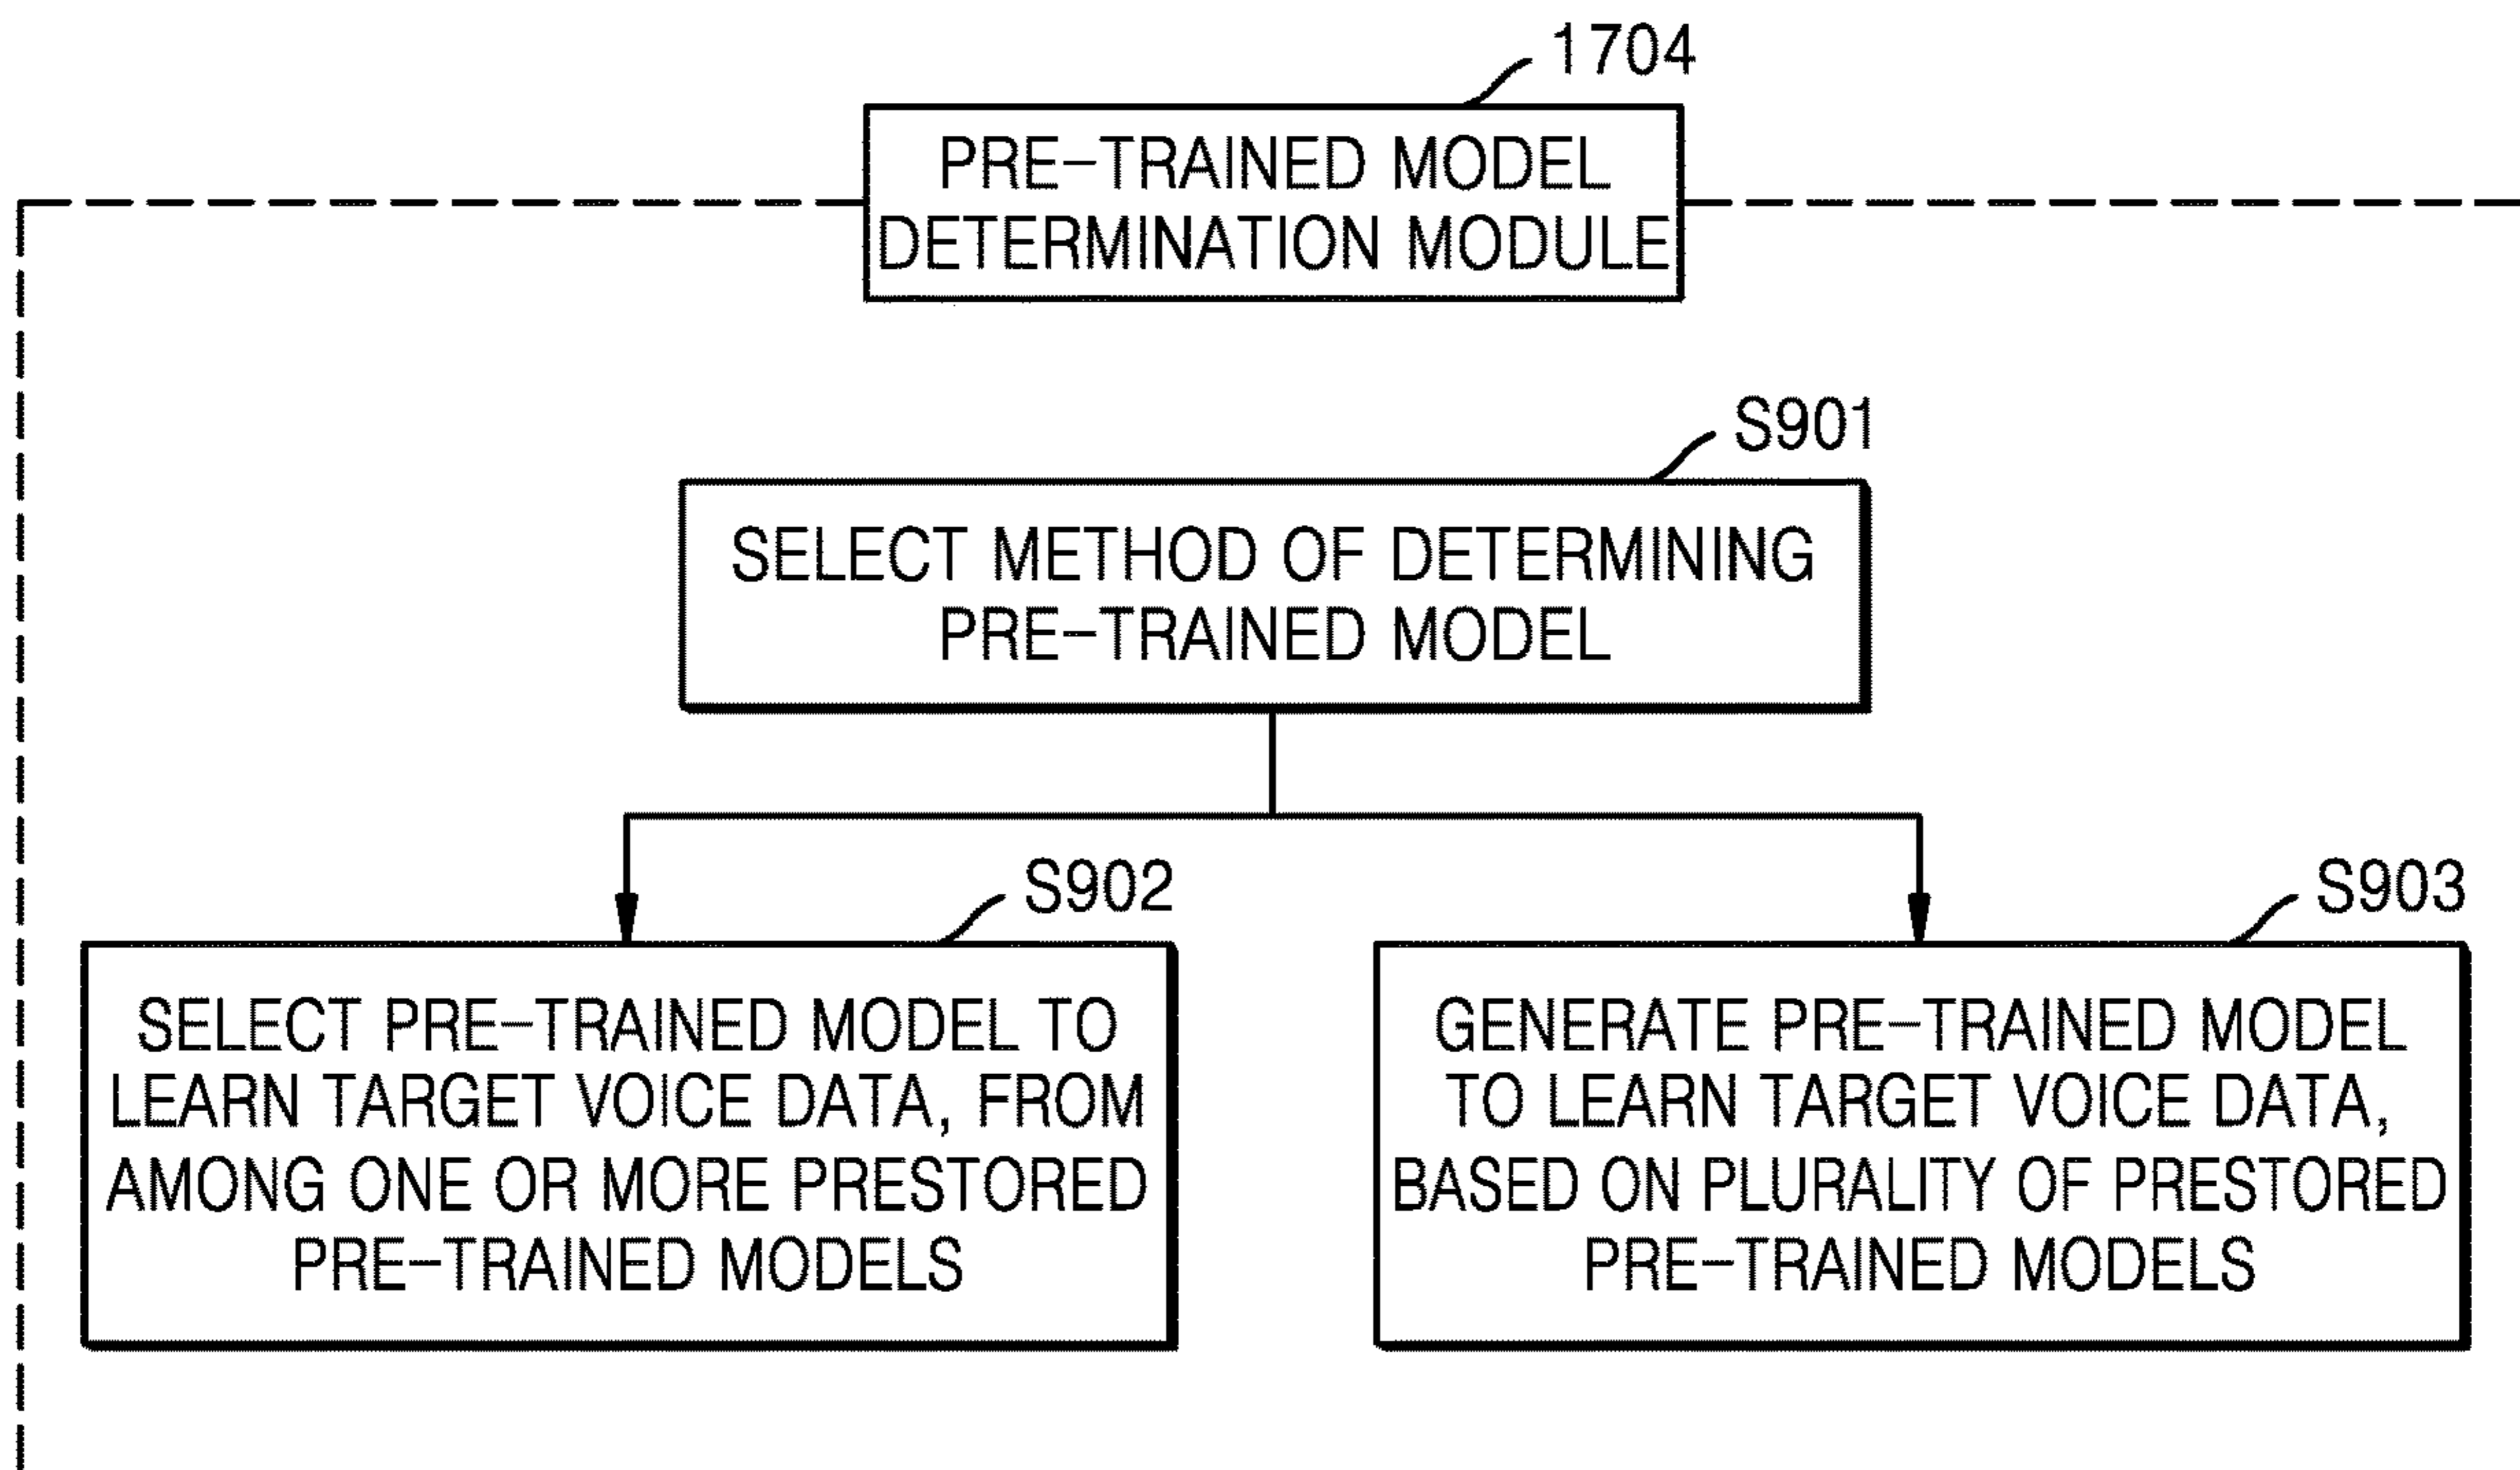 1704
PRE-TRAINED MODEL
DETERMINATION MODULE
S901
SELECT METHOD OF DETERMINING
PRE-TRAINED MODEL
S902
SELECT PRE-TRAINED MODEL TO
LEARN TARGET VOICE DATA, FROM
AMONG ONE OR MORE PRESTORED
PRE-TRAINED MODELS
S903
GENERATE PRE-TRAINED MODEL
TO LEARN TARGET VOICE DATA,
BASED ON PLURALITY OF PRESTORED
PRE-TRAINED MODELS